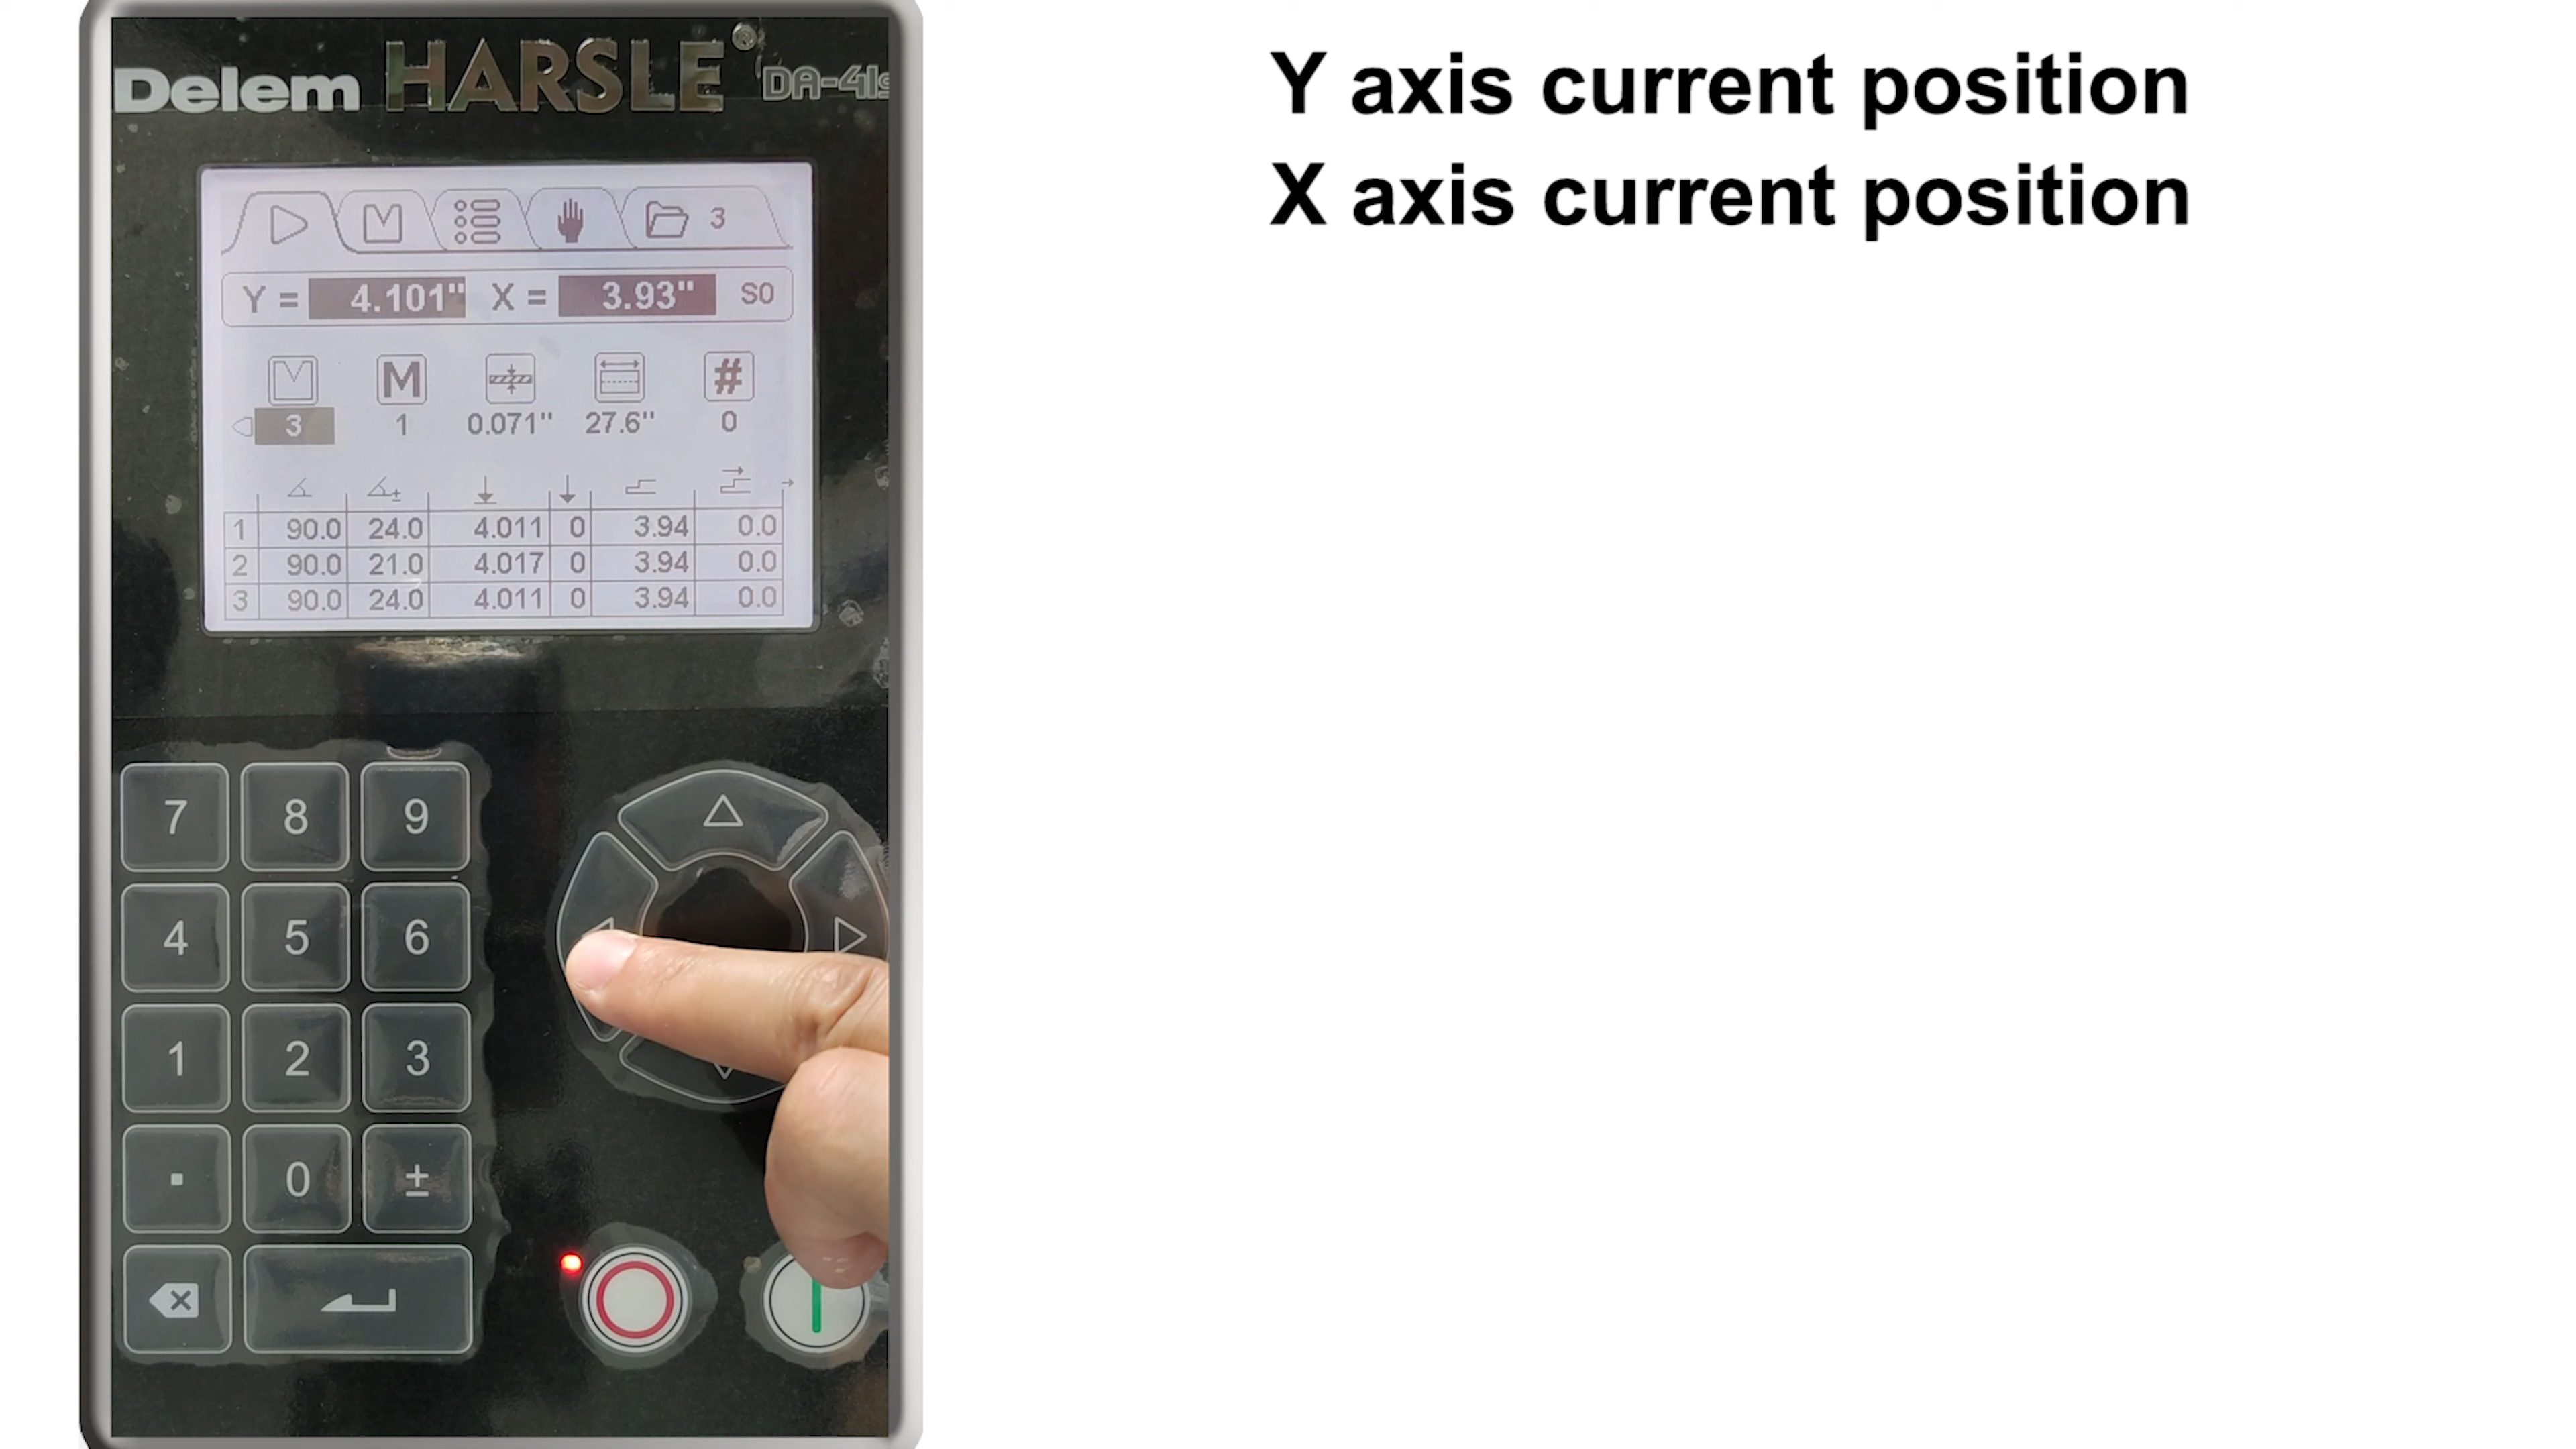 Delem HARSLE DA-41s
3
Y = 4.101" X = 3.93" S0
M #
3 1 0.071" 27.6" 0
1 90.0 24.0 4.011 0 3.94 0.0
2 90.0 21.0 4.017 0 3.94 0.0
3 90.0 24.0 4.011 0 3.94 0.0
7 8 9
4 5 6
1 2 3
. 0 ±
Y axis current position
X axis current position